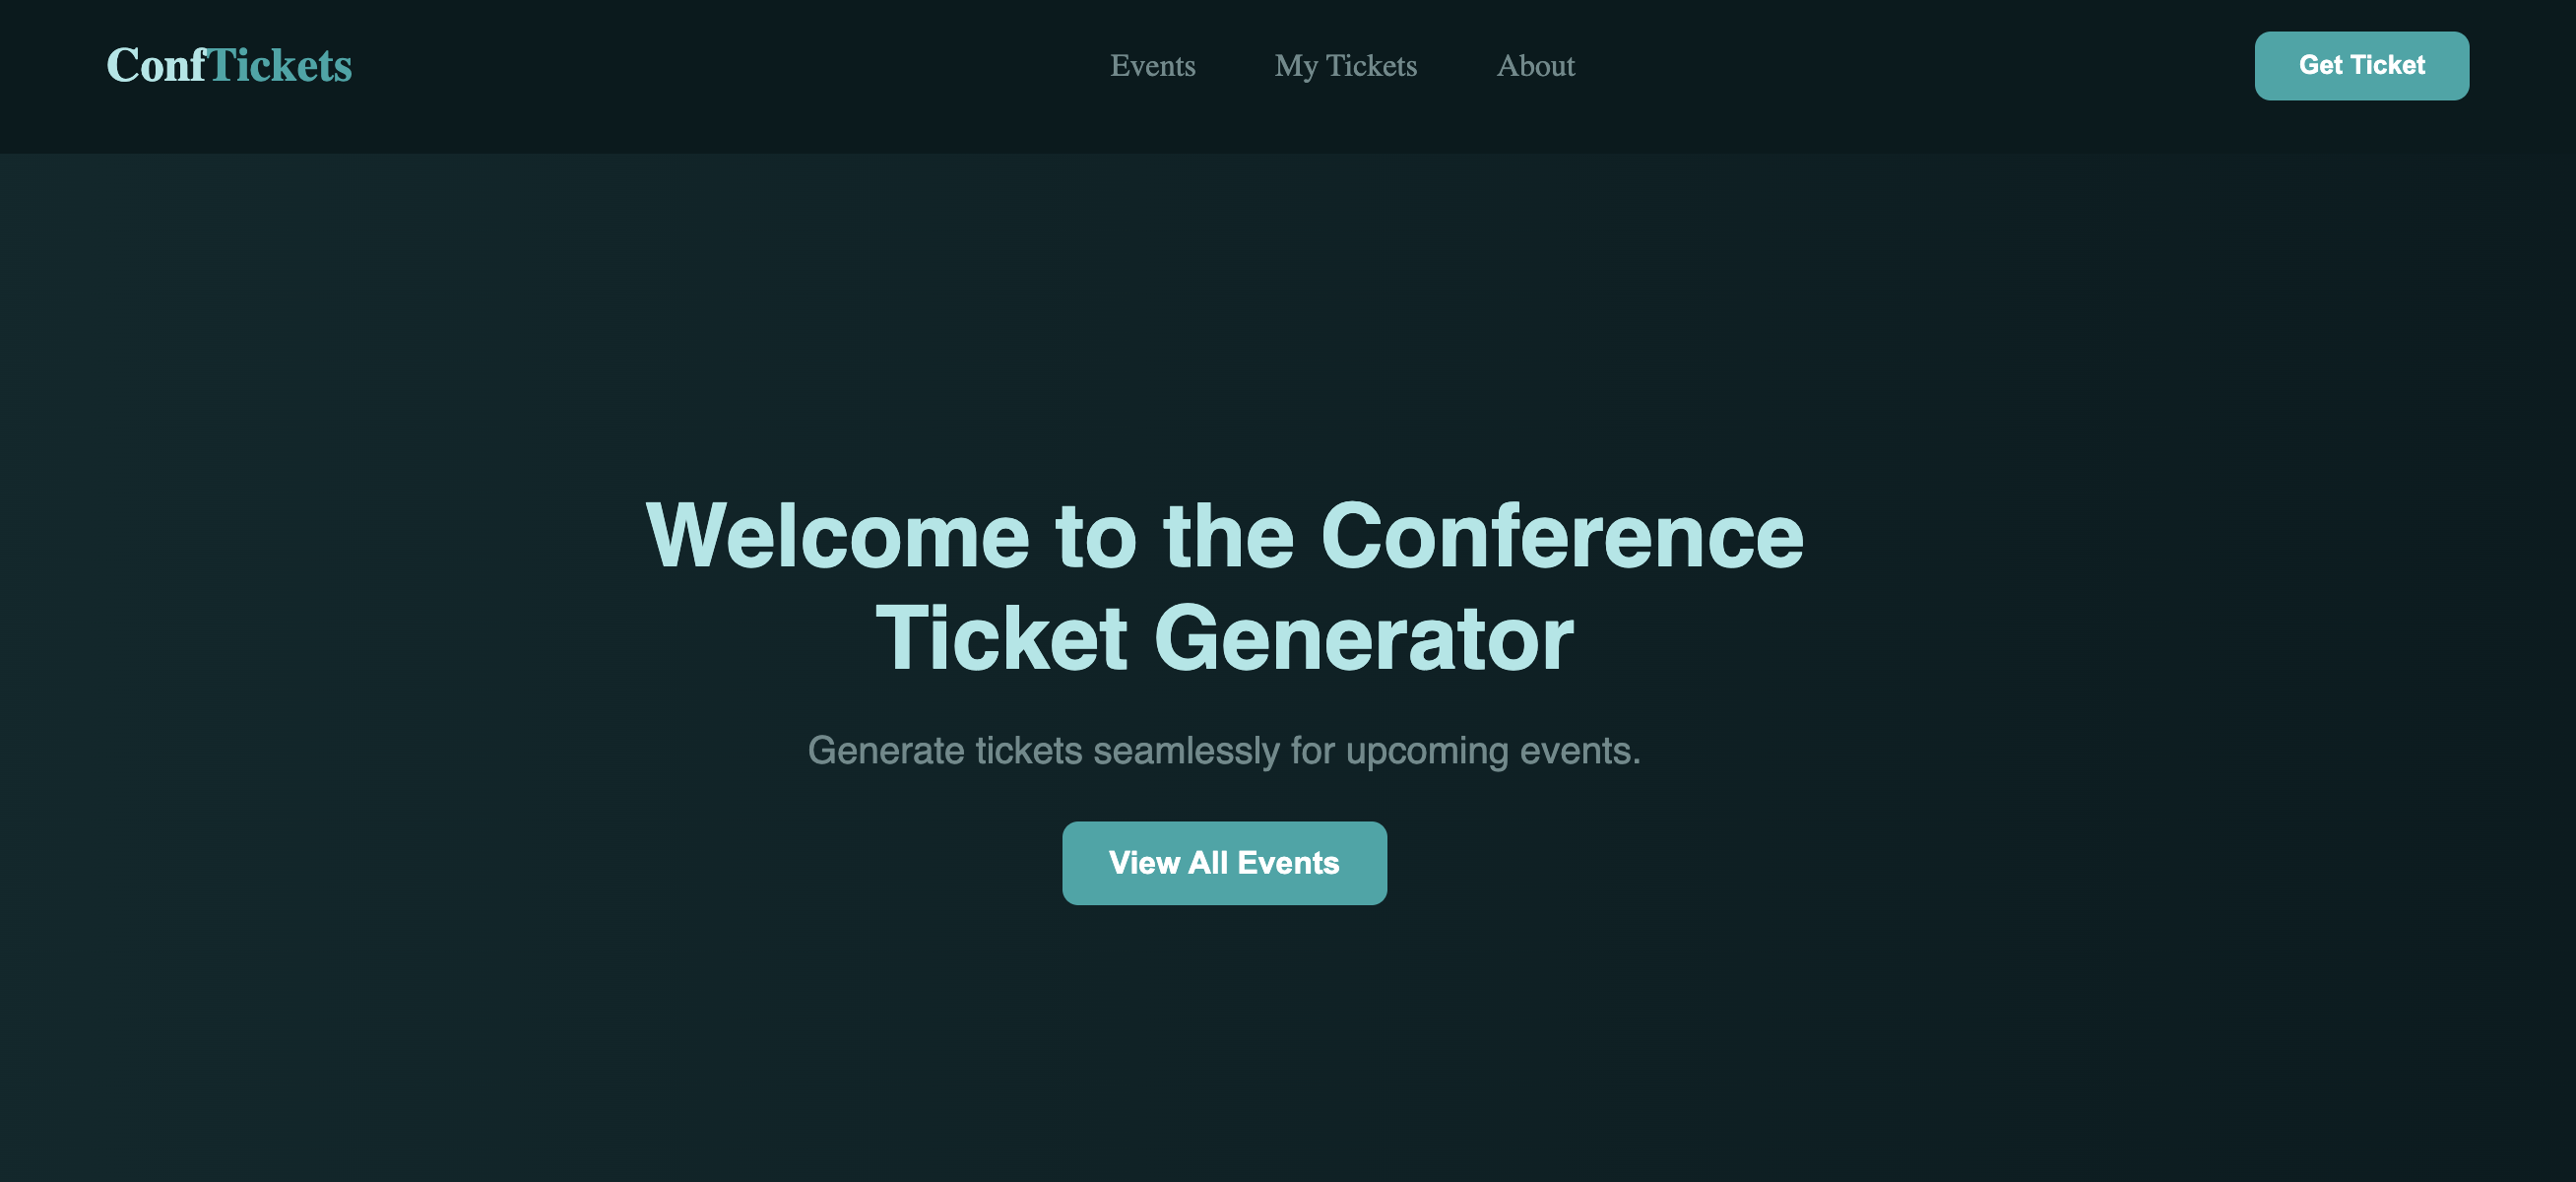 ConfTickets
Events
My Tickets
About
Get Ticket
Welcome to the Conference
Ticket Generator
Generate tickets seamlessly for upcoming events.
View All Events